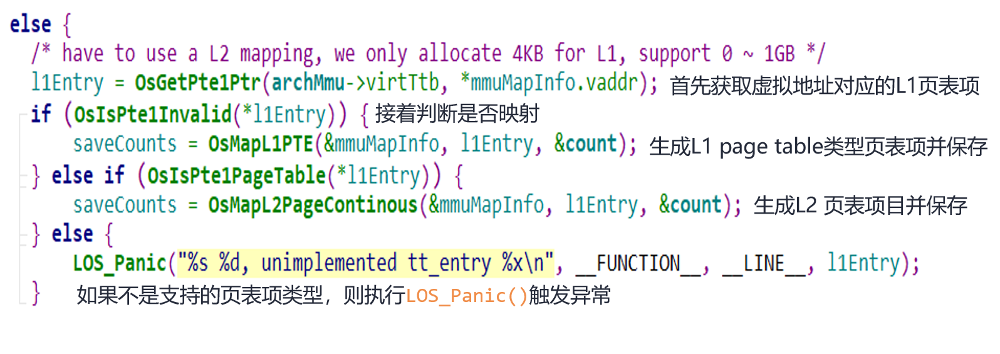 else {
/* have to use a L2 mapping, we only allocate 4KB for L1, support 0 ~ 1GB */
l1Entry = OsGetPte1Ptr(archMmu->virtTtb, *mmuMapInfo.vaddr); 首先获取虚拟地址对应的L1页表项
if (OsIsPte1Invalid(*l1Entry)) { 接着判断是否映射
saveCounts = OsMapL1PTE(&mmuMapInfo, l1Entry, &count); 生成L1 page table类型页表项并保存
} else if (OsIsPte1PageTable(*l1Entry)) {
saveCounts = OsMapL2PageContinous(&mmuMapInfo, l1Entry, &count); 生成L2 页表项目并保存
} else {
LOS_Panic("%s %d, unimplemented tt_entry %x\n", __FUNCTION__, __LINE__, l1Entry);
} 如果不是支持的页表项类型，则执行LOS_Panic()触发异常